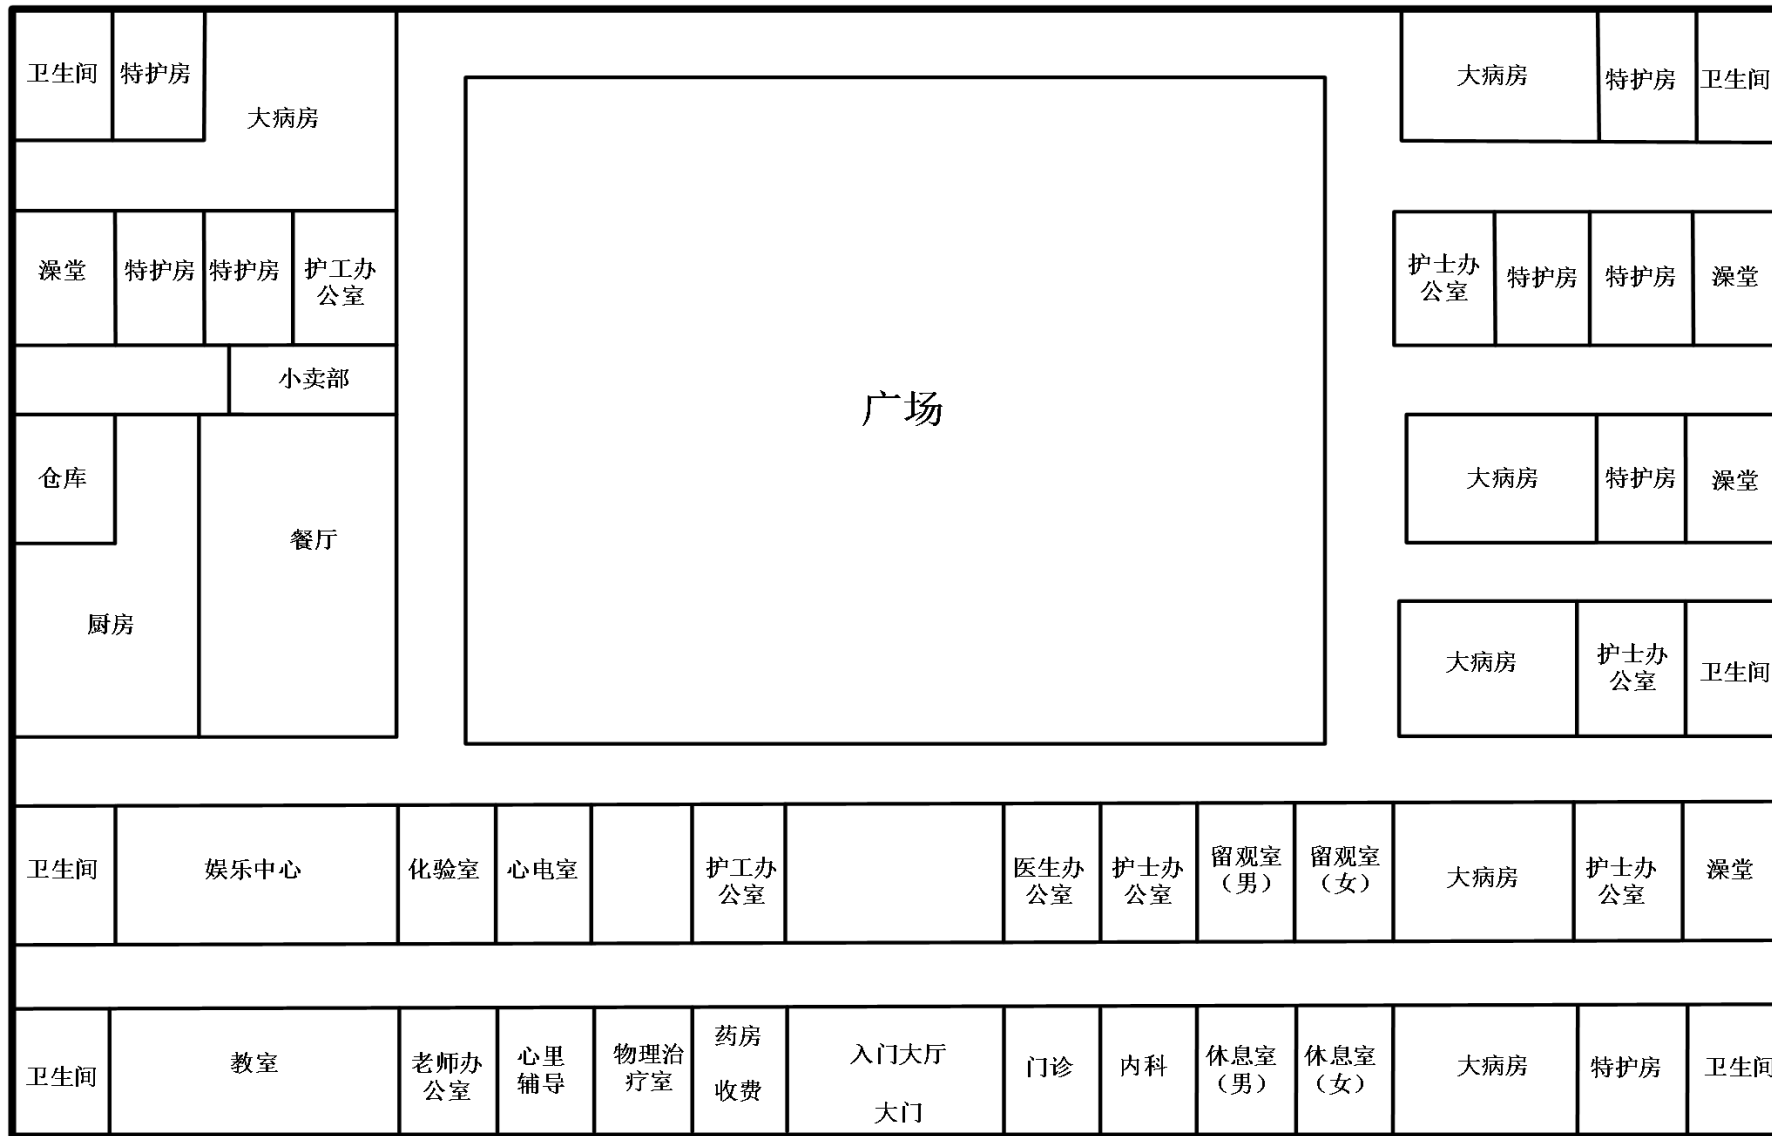 卫生间
特护房
大病房
大病房
特护房
卫生间
澡堂
特护房
特护房
护工办
公室
护士办
公室
特护房
特护房
澡堂
小卖部
广场
仓库
餐厅
厨房
大病房
特护房
澡堂
大病房
护士办
公室
卫生间
卫生间
娱乐中心
化验室
心电室
护工办
公室
医生办
公室
护士办
公室
留观室
（男）
留观室
（女）
大病房
护士办
公室
澡堂
卫生间
教室
老师办
公室
心里
辅导
物理治
疗室
药房
收费
入门大厅
大门
门诊
内科
休息室
（男）
休息室
（女）
大病房
特护房
卫生间